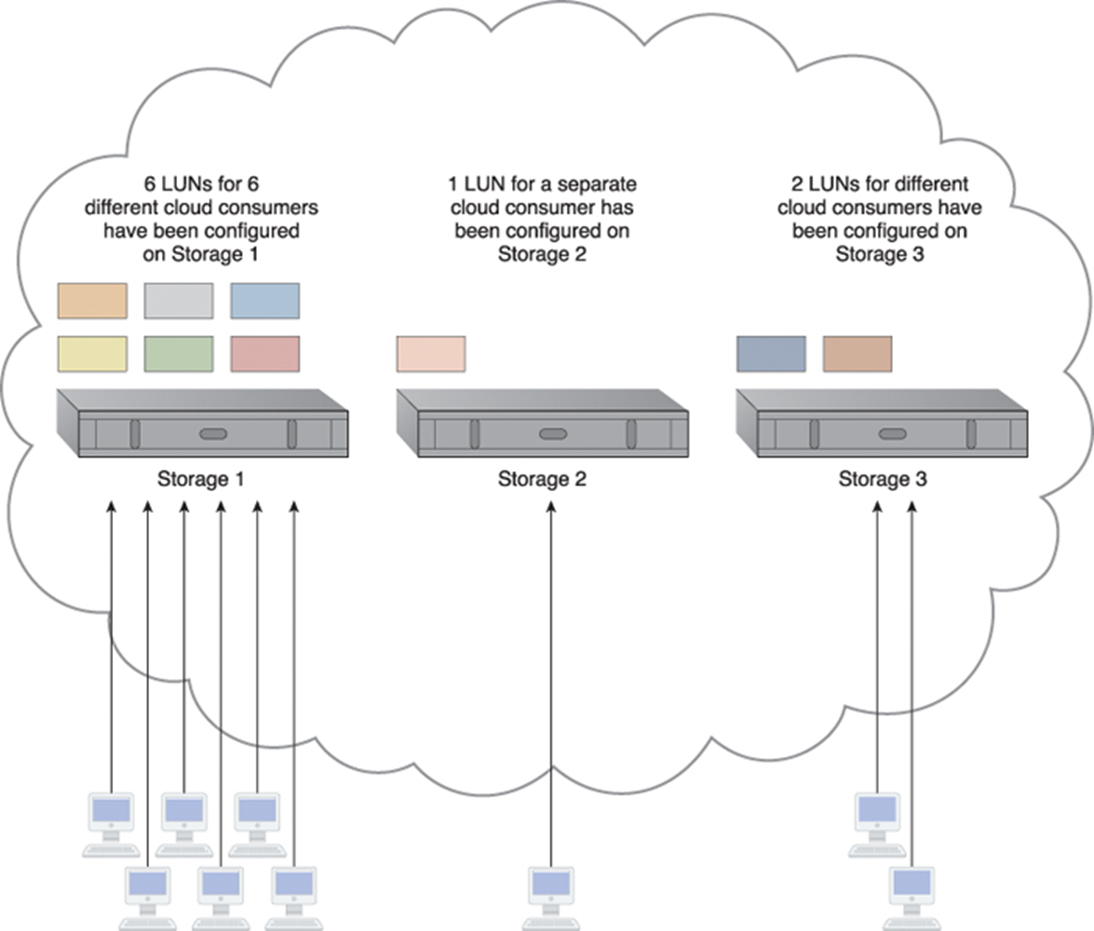 6 LUNs for 6
different cloud consumers
have been configured
on Storage 1
1 LUN for a separate
cloud consumer has
been configured on
Storage 2
2 LUNs for different
cloud consumers have
been configured on
Storage 3
Storage 1
Storage 2
Storage 3